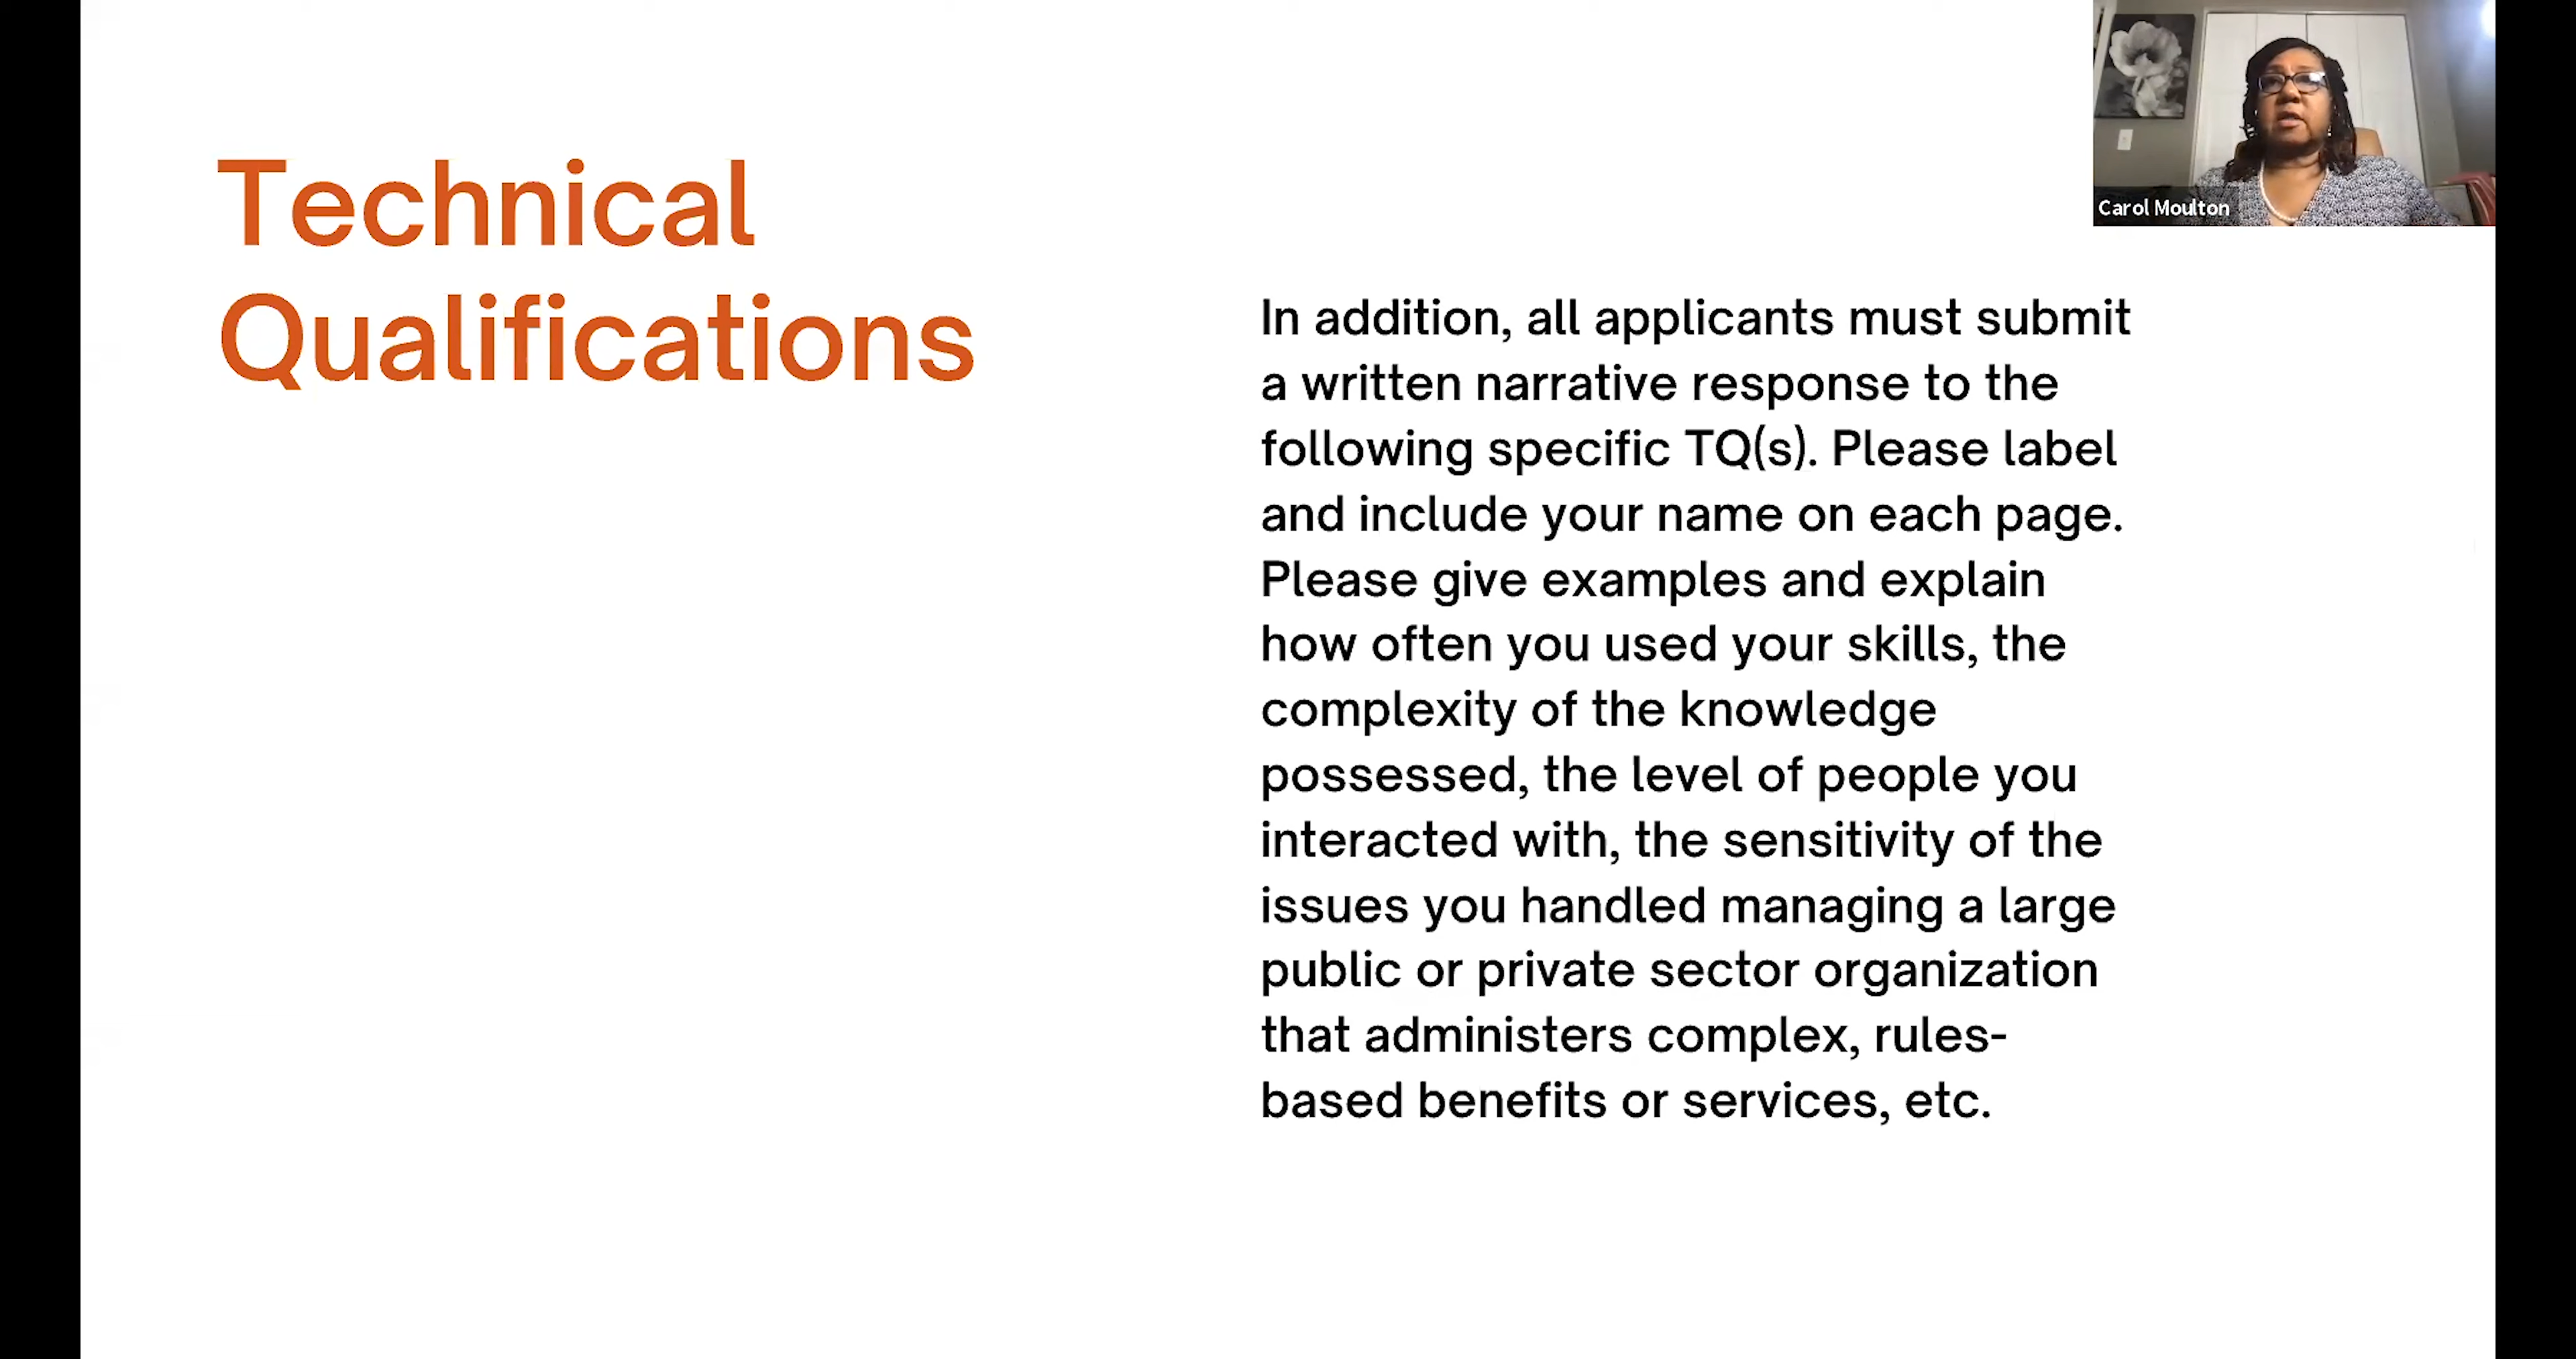 Technical
Qualifications
Carol Moulton
In addition, all applicants must submit
a written narrative response to the
following specific TQ(s). Please label
and include your name on each page.
Please give examples and explain
how often you used your skills, the
complexity of the knowledge
possessed, the level of people you
interacted with, the sensitivity of the
issues you handled managing a large
public or private sector organization
that administers complex, rules-
based benefits or services, etc.